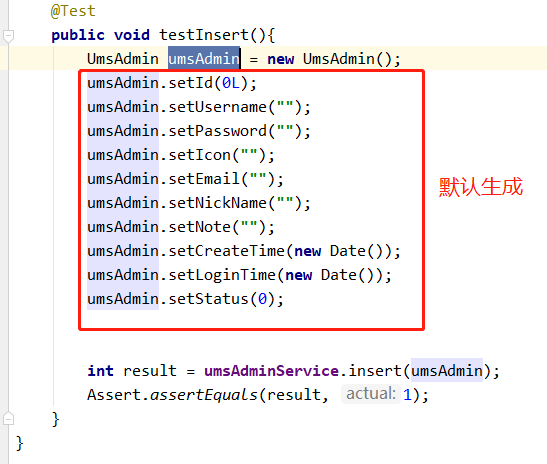 @Test
public void testInsert(){
UmsAdmin umsAdmin = new UmsAdmin();
umsAdmin.setId(0L);
umsAdmin.setUsername("");
umsAdmin.setPassword("");
umsAdmin.setIcon("");
umsAdmin.setEmail("");
umsAdmin.setNickName("");
umsAdmin.setNote("");
umsAdmin.setCreateTime(new Date());
umsAdmin.setLoginTime(new Date());
umsAdmin.setStatus(0);
默认生成
int result = umsAdminService.insert(umsAdmin);
Assert.assertEquals(result, actual: 1);
}
}